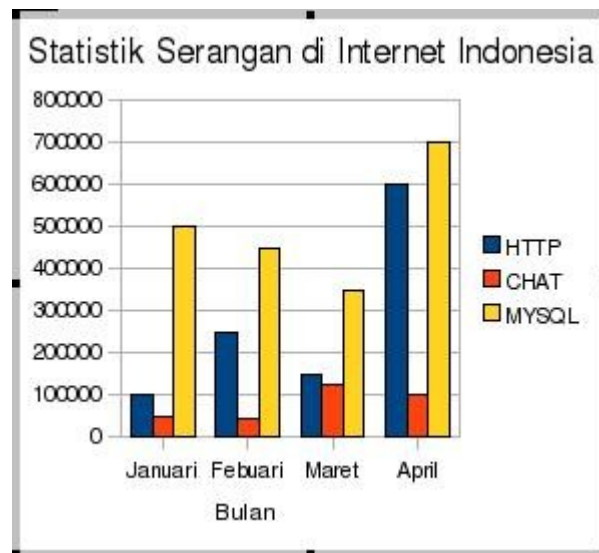 Statistik Serangan di Internet Indonesia
800000
700000
600000
500000
400000
300000
200000
100000
0
Januari Febuari Maret April
Bulan
HTTP
CHAT
MYSQL